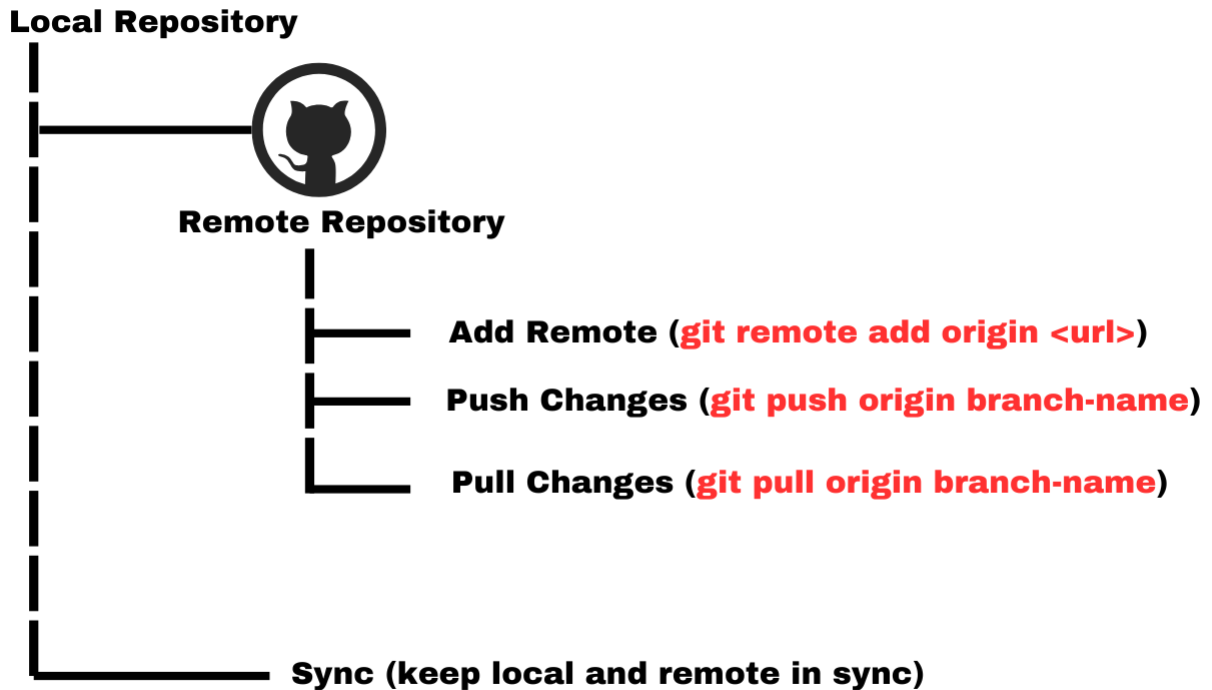 Local Repository
Remote Repository
Add Remote (git remote add origin <url>)
Push Changes (git push origin branch-name)
Pull Changes (git pull origin branch-name)
Sync (keep local and remote in sync)